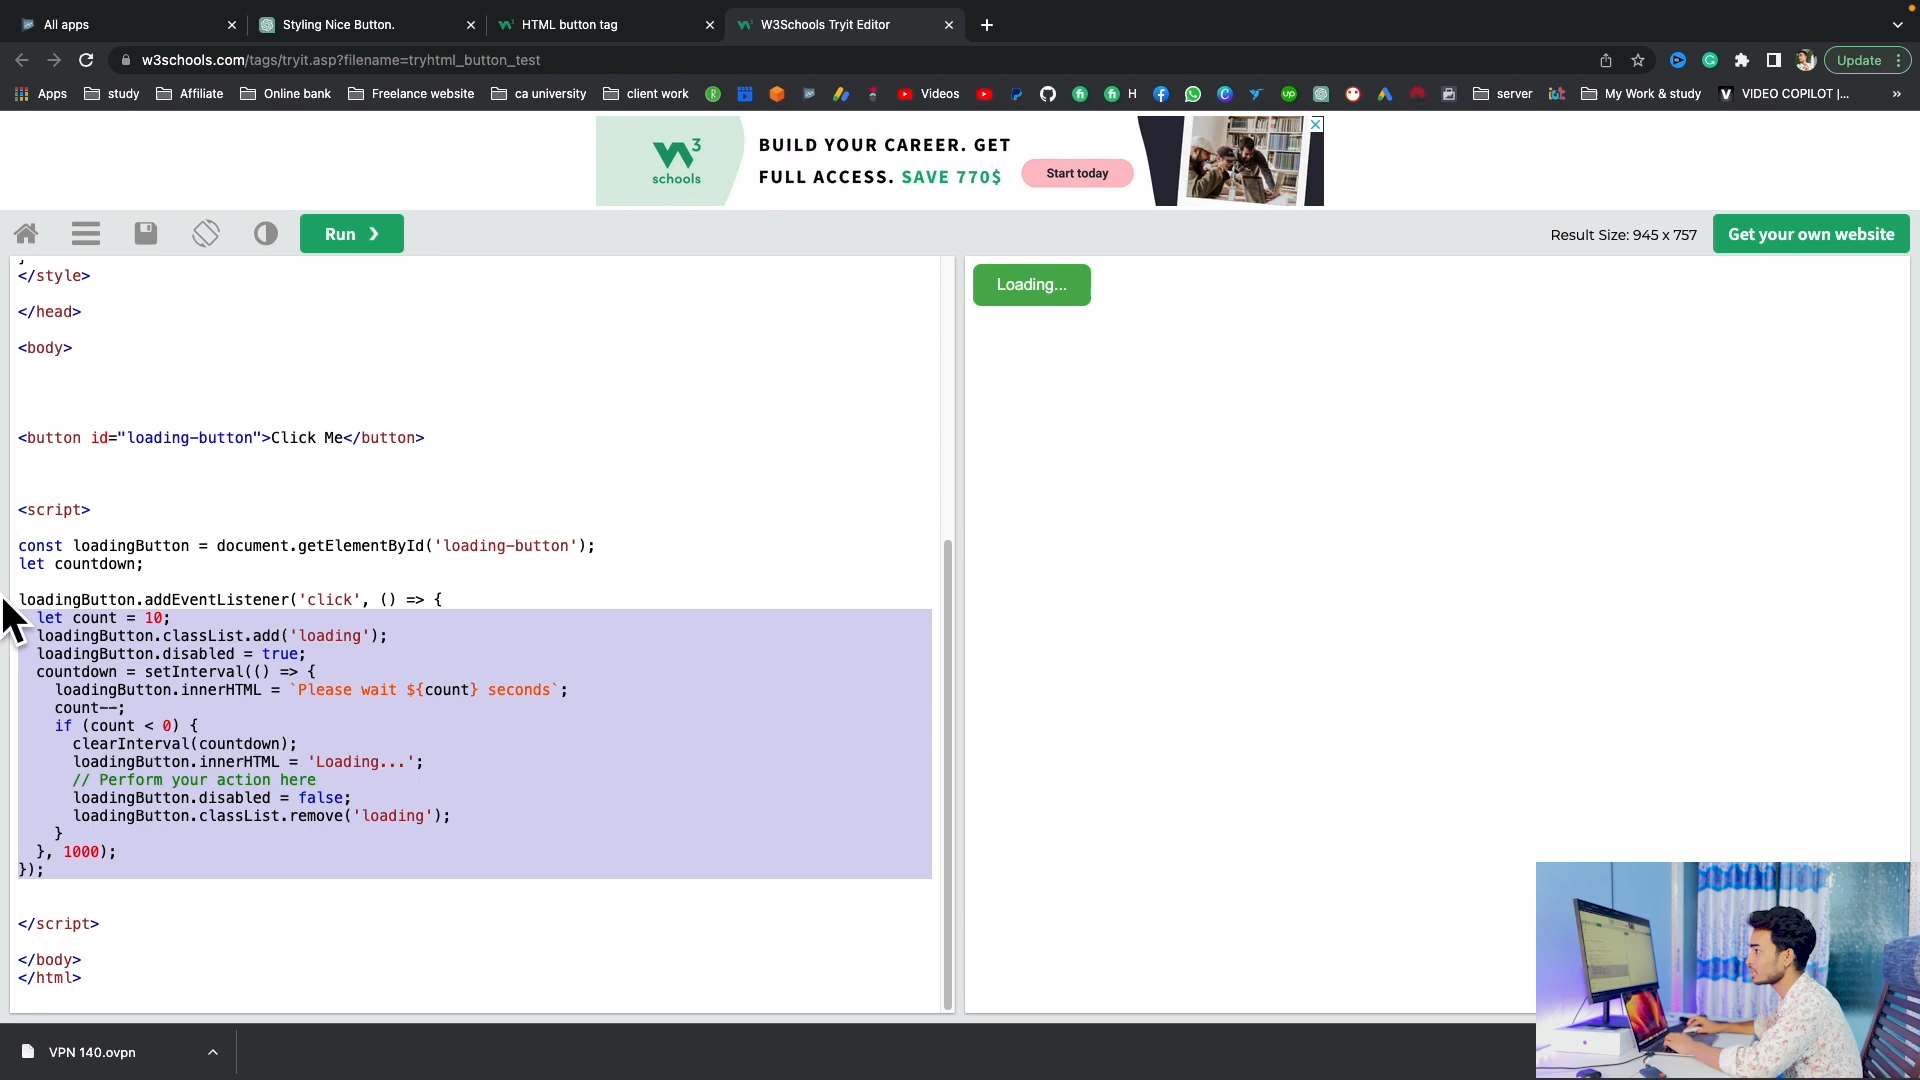 All apps
Styling Nice Button.
HTML button tag
W3Schools Tryit Editor
w3schools.com/tags/tryit.asp?filename=tryhtml_button_test
Update
Apps
study
Affiliate
Online bank
Freelance website
ca university
client work
Videos
H
server
My Work & study
VIDEO COPILOT |...
3
schools
BUILD YOUR CAREER. GET
FULL ACCESS. SAVE 770$
Start today
Run ❯
Result Size: 945 x 757
Get your own website
}
</style>
</head>
<body>
<button id="loading-button">Click Me</button>
<script>
const loadingButton = document.getElementById('loading-button');
let countdown;
loadingButton.addEventListener('click', () => {
let count = 10;
loadingButton.classList.add('loading');
loadingButton.disabled = true;
countdown = setInterval(() => {
loadingButton.innerHTML = `Please wait ${count} seconds`;
count--;
if (count < 0) {
clearInterval(countdown);
loadingButton.innerHTML = 'Loading...';
// Perform your action here
loadingButton.disabled = false;
loadingButton.classList.remove('loading');
}
}, 1000);
});
</script>
</body>
</html>
Loading...
VPN 140.ovpn